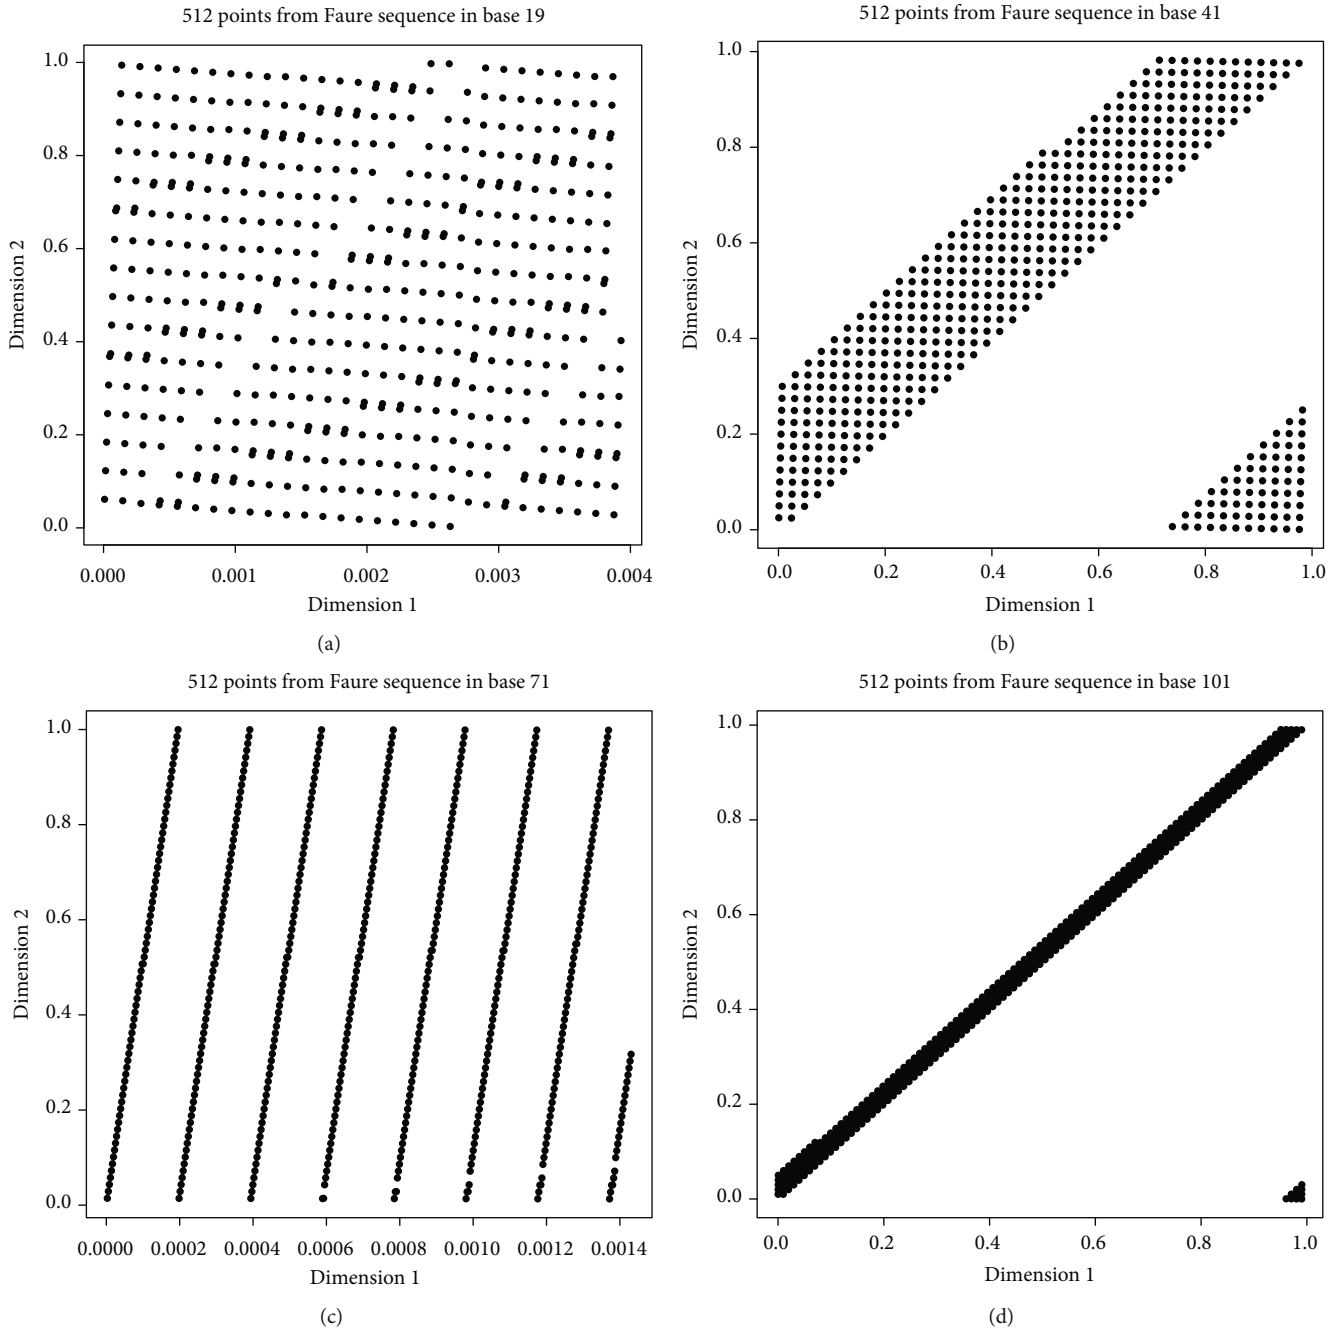 512 points from Faure sequence in base 19
1.0
0.8
0.6
0.4
0.2
0.0
Dimension 2
0.000 0.001 0.002 0.003 0.004
Dimension 1
(a)
512 points from Faure sequence in base 41
1.0
0.8
0.6
0.4
0.2
0.0
Dimension 2
0.0 0.2 0.4 0.6 0.8 1.0
Dimension 1
(b)
512 points from Faure sequence in base 71
1.0
0.8
0.6
0.4
0.2
0.0
Dimension 2
0.0000 0.0002 0.0004 0.0006 0.0008 0.0010 0.0012 0.0014
Dimension 1
(c)
512 points from Faure sequence in base 101
1.0
0.8
0.6
0.4
0.2
0.0
Dimension 2
0.0 0.2 0.4 0.6 0.8 1.0
Dimension 1
(d)